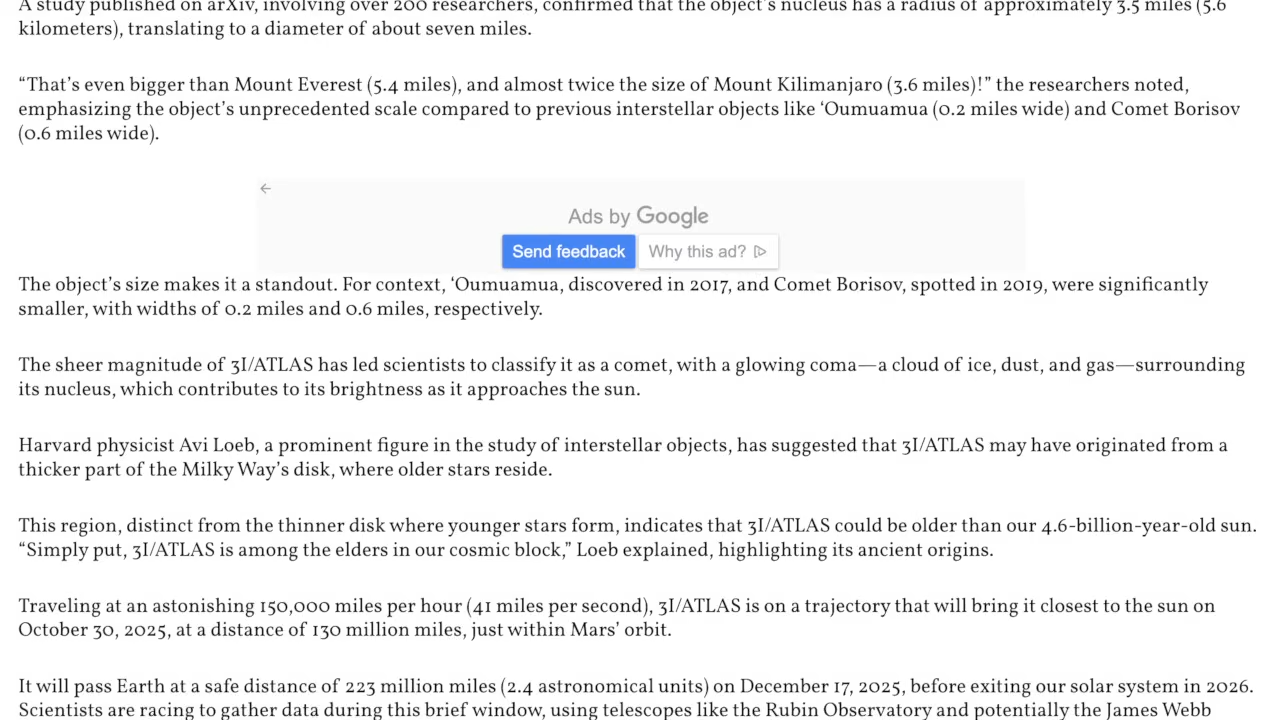 A study published on arXiv, involving over 200 researchers, confirmed that the object’s nucleus has a radius of approximately 3.5 miles (5.6
kilometers), translating to a diameter of about seven miles.
“That’s even bigger than Mount Everest (5.4 miles), and almost twice the size of Mount Kilimanjaro (3.6 miles)!” the researchers noted,
emphasizing the object’s unprecedented scale compared to previous interstellar objects like ‘Oumuamua (0.2 miles wide) and Comet Borisov
(0.6 miles wide).
Ads by Google
Send feedback Why this ad?
The object’s size makes it a standout. For context, ‘Oumuamua, discovered in 2017, and Comet Borisov, spotted in 2019, were significantly
smaller, with widths of 0.2 miles and 0.6 miles, respectively.
The sheer magnitude of 3I/ATLAS has led scientists to classify it as a comet, with a glowing coma—a cloud of ice, dust, and gas—surrounding
its nucleus, which contributes to its brightness as it approaches the sun.
Harvard physicist Avi Loeb, a prominent figure in the study of interstellar objects, has suggested that 3I/ATLAS may have originated from a
thicker part of the Milky Way’s disk, where older stars reside.
This region, distinct from the thinner disk where younger stars form, indicates that 3I/ATLAS could be older than our 4.6-billion-year-old sun.
“Simply put, 3I/ATLAS is among the elders in our cosmic block,” Loeb explained, highlighting its ancient origins.
Traveling at an astonishing 150,000 miles per hour (41 miles per second), 3I/ATLAS is on a trajectory that will bring it closest to the sun on
October 30, 2025, at a distance of 130 million miles, just within Mars’ orbit.
It will pass Earth at a safe distance of 223 million miles (2.4 astronomical units) on December 17, 2025, before exiting our solar system in 2026.
Scientists are racing to gather data during this brief window, using telescopes like the Rubin Observatory and potentially the James Webb